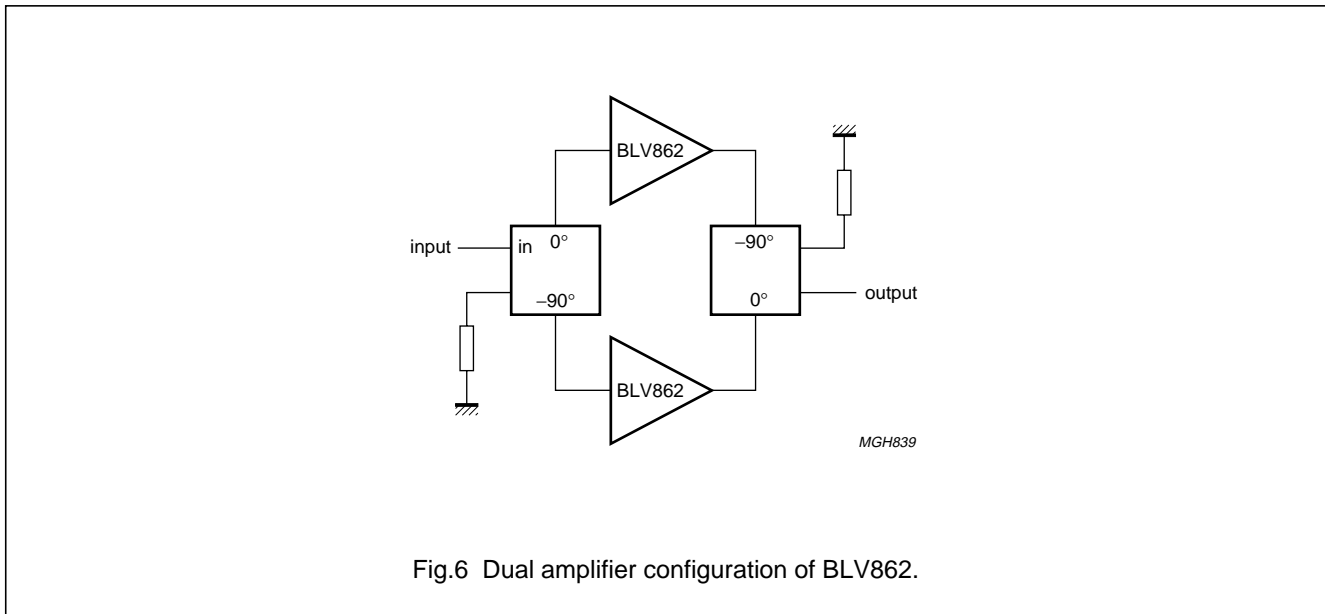 BLV862
input
in
0°
−90°
−90°
0°
output
BLV862
MGH839
Fig.6 Dual amplifier configuration of BLV862.